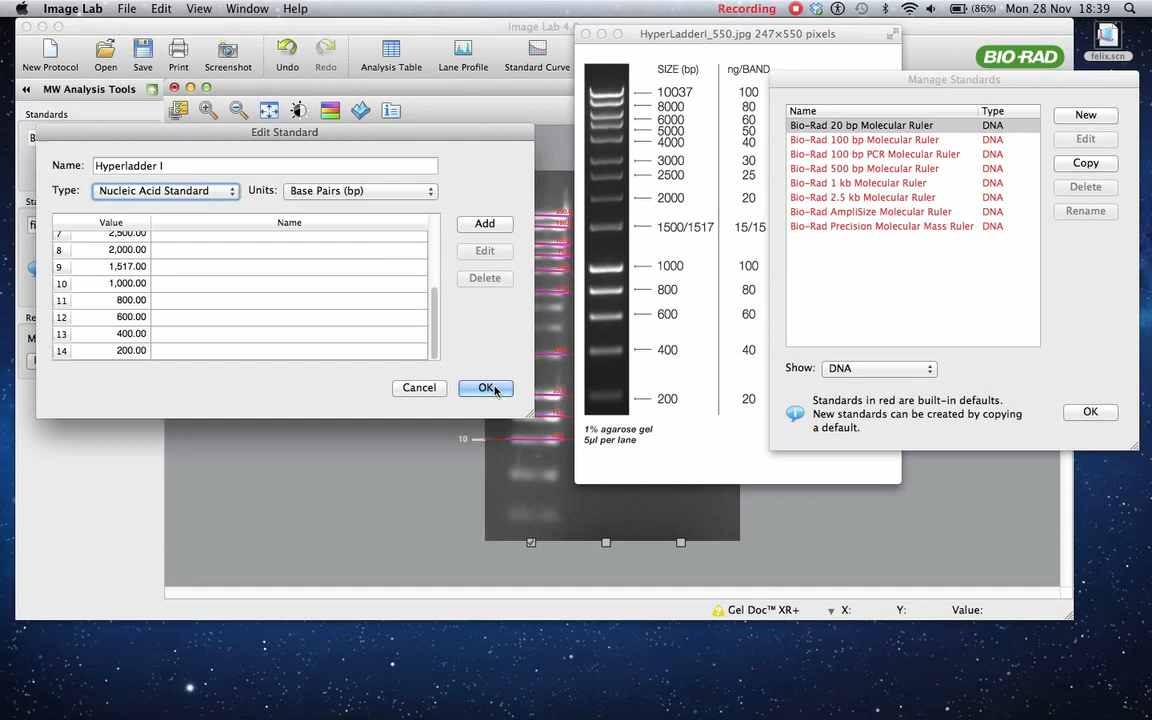 Image Lab File Edit View Window Help Recording (86%) Mon 28 Nov 18:39
Image Lab 4.
HyperLadderI_550.jpg 247×550 pixels
felix.scn
New Protocol Open Save Print Screenshot Undo Redo Analysis Table Lane Profile Standard Curve
BIO-RAD
MW Analysis Tools
Standards
Edit Standard
Name: Hyperladder I
Type: Nucleic Acid Standard Units: Base Pairs (bp)
Value Name
7 2,500.00
8 2,000.00
9 1,517.00
10 1,000.00
11 800.00
12 600.00
13 400.00
14 200.00
Add
Edit
Delete
Cancel OK
10
SIZE (bp) ng/BAND
10037 100
8000 80
6000 60
5000 50
4000 40
3000 30
2500 25
2000 20
1500/1517 15/15
1000 100
800 80
600 60
400 40
200 20
1% agarose gel
5µl per lane
Manage Standards
Name Type
Bio-Rad 20 bp Molecular Ruler DNA
Bio-Rad 100 bp Molecular Ruler DNA
Bio-Rad 100 bp PCR Molecular Ruler DNA
Bio-Rad 500 bp Molecular Ruler DNA
Bio-Rad 1 kb Molecular Ruler DNA
Bio-Rad 2.5 kb Molecular Ruler DNA
Bio-Rad AmpliSize Molecular Ruler DNA
Bio-Rad Precision Molecular Mass Ruler DNA
New
Edit
Copy
Delete
Rename
Show: DNA
Standards in red are built-in defaults.
New standards can be created by copying
a default.
OK
Gel Doc™ XR+ X: Y: Value: